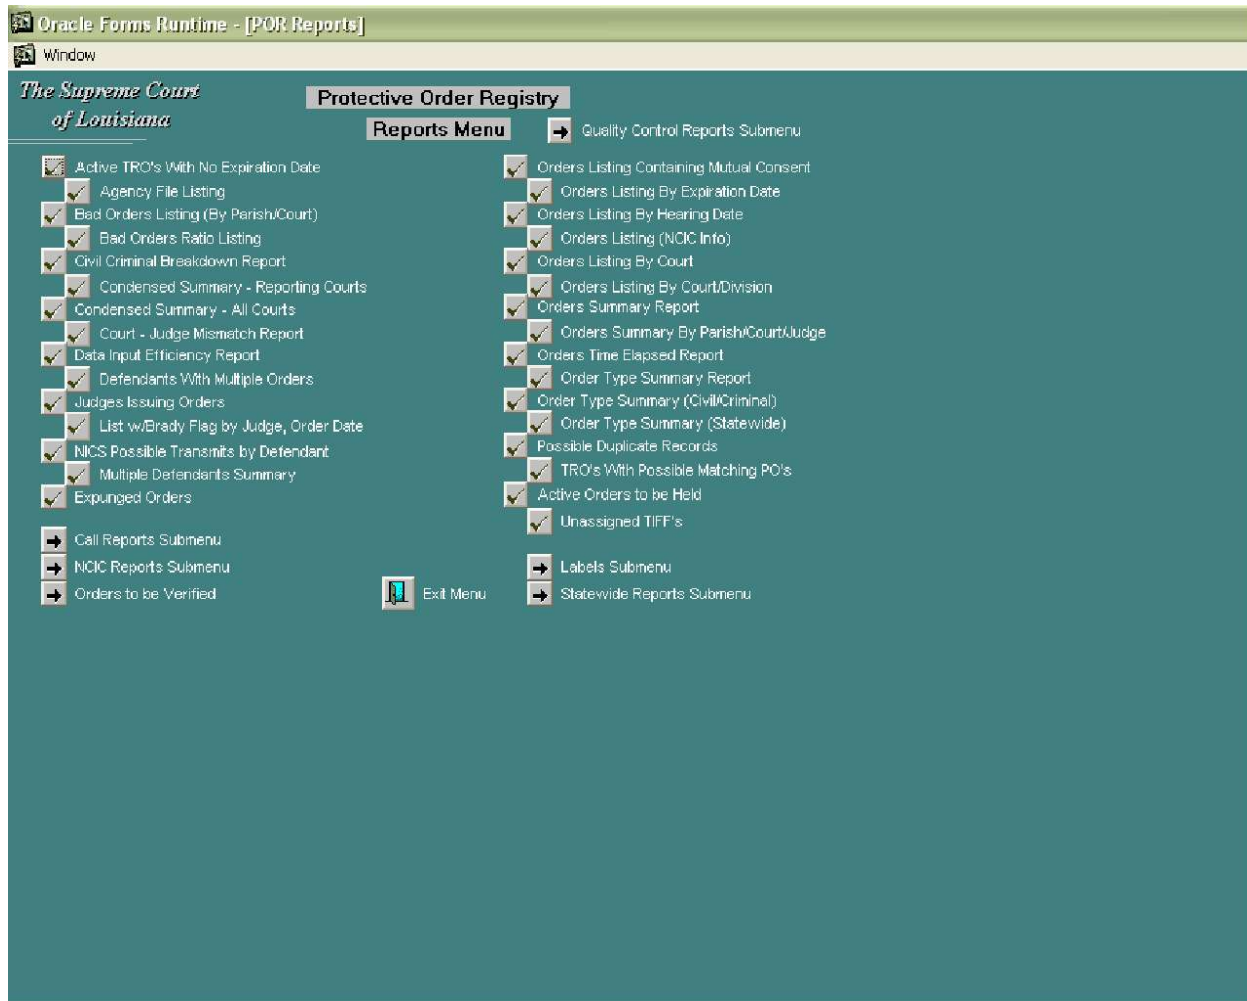 Oracle Forms Runtime - [POR Reports]
Window
The Supreme Court
of Louisiana
Protective Order Registry
Reports Menu
Quality Control Reports Submenu
Active TRO's With No Expiration Date
Agency File Listing
Bad Orders Listing (By Parish/Court)
Bad Orders Ratio Listing
Civil Criminal Breakdown Report
Condensed Summary - Reporting Courts
Condensed Summary - All Courts
Court - Judge Mismatch Report
Data Input Efficiency Report
Defendants With Multiple Orders
Judges Issuing Orders
List w/Brady Flag by Judge, Order Date
NICS Possible Transmits by Defendant
Multiple Defendants Summary
Expunged Orders
Orders Listing Containing Mutual Consent
Orders Listing By Expiration Date
Orders Listing By Hearing Date
Orders Listing (NCIC Info)
Orders Listing By Court
Orders Listing By Court/Division
Orders Summary Report
Orders Summary By Parish/Court/Judge
Orders Time Elapsed Report
Order Type Summary Report
Order Type Summary (Civil/Criminal)
Order Type Summary (Statewide)
Possible Duplicate Records
TRO's With Possible Matching PO's
Active Orders to be Held
Unassigned TIFF's
Call Reports Submenu
NCIC Reports Submenu
Orders to be Verified
Exit Menu
Labels Submenu
Statewide Reports Submenu